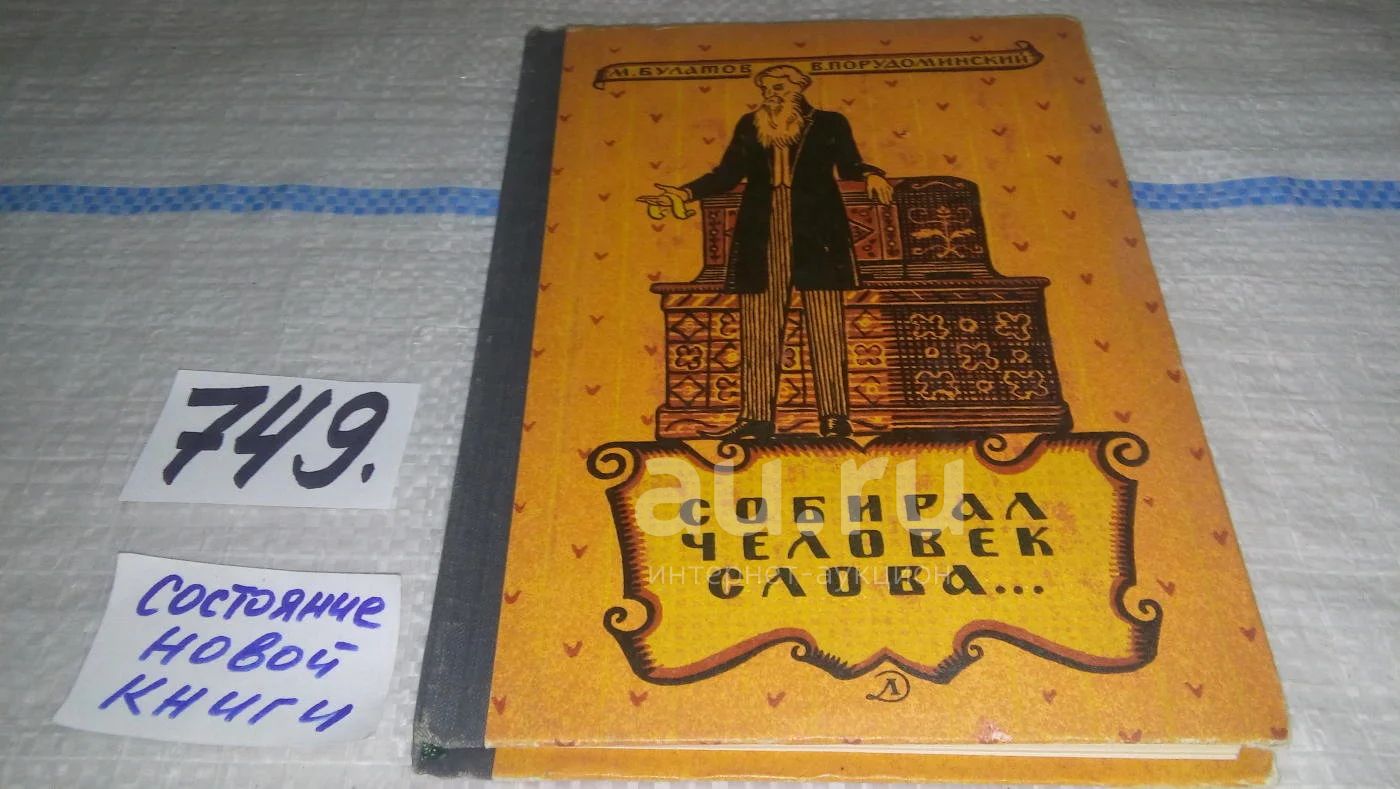 М. БУЛАТОВ В. ПОРУДОМИНСКИЙ
СОБИРАЛ
ЧЕЛОВЕК
СЛОВА...
Д
749.
СОСТОЯНИЕ
НОВОЙ
КНИГИ
au.ru
интернет-аукцион